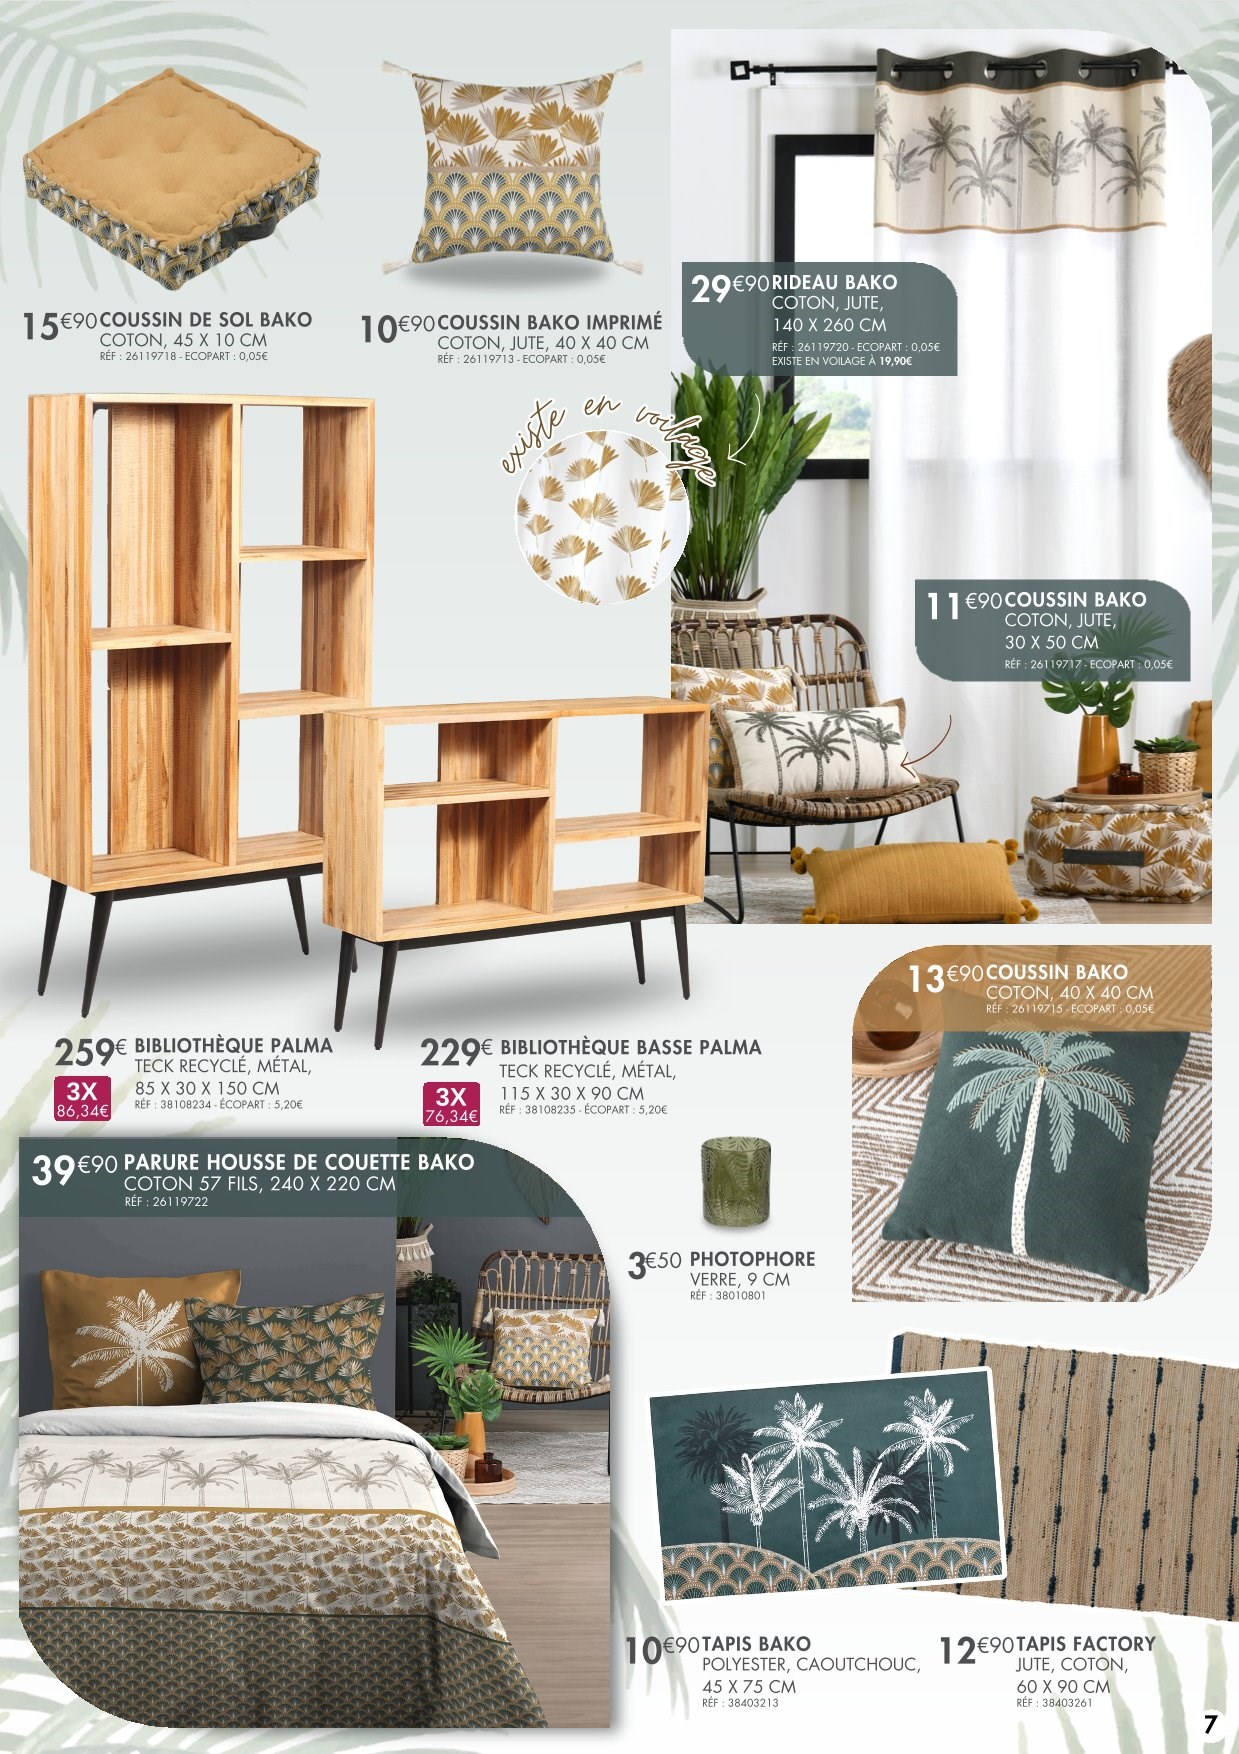 15€90 COUSSIN DE SOL BAKO
COTON, 45 X 10 CM
RÉF : 26119718 - ECOPART : 0,05€
10€90 COUSSIN BAKO IMPRIMÉ
COTON, JUTE, 40 X 40 CM
RÉF : 26119713 - ECOPART : 0,05€
29€90 RIDEAU BAKO
COTON, JUTE,
140 X 260 CM
RÉF : 26119720 - ECOPART : 0,05€
EXISTE EN VOILAGE À 19,90€
existe en voilage
11€90 COUSSIN BAKO
COTON, JUTE,
30 X 50 CM
RÉF : 26119717 - ECOPART : 0,05€
13€90 COUSSIN BAKO
COTON, 40 X 40 CM
RÉF : 26119715 - ECOPART : 0,05€
259€ BIBLIOTHÈQUE PALMA
TECK RECYCLÉ, MÉTAL,
85 X 30 X 150 CM
RÉF : 38108234 - ÉCOPART : 5,20€
3X
86,34€
229€ BIBLIOTHÈQUE BASSE PALMA
TECK RECYCLÉ, MÉTAL,
115 X 30 X 90 CM
RÉF : 38108235 - ÉCOPART : 5,20€
3X
76,34€
39€90 PARURE HOUSSE DE COUETTE BAKO
COTON 57 FILS, 240 X 220 CM
RÉF : 26119722
3€50 PHOTOPHORE
VERRE, 9 CM
RÉF : 38010801
10€90 TAPIS BAKO
POLYESTER, CAOUTCHOUC,
45 X 75 CM
RÉF : 38403213
12€90 TAPIS FACTORY
JUTE, COTON,
60 X 90 CM
RÉF : 38403261
7